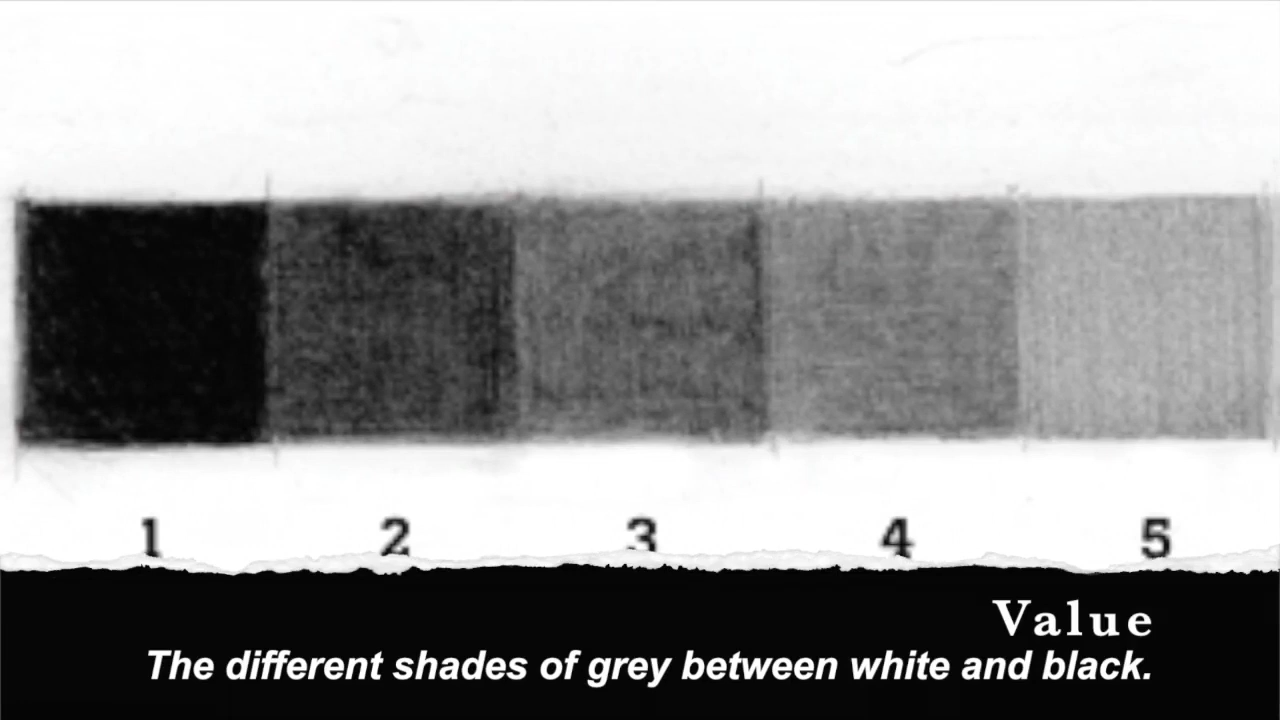 1 2 3 4 5
Value
The different shades of grey between white and black.